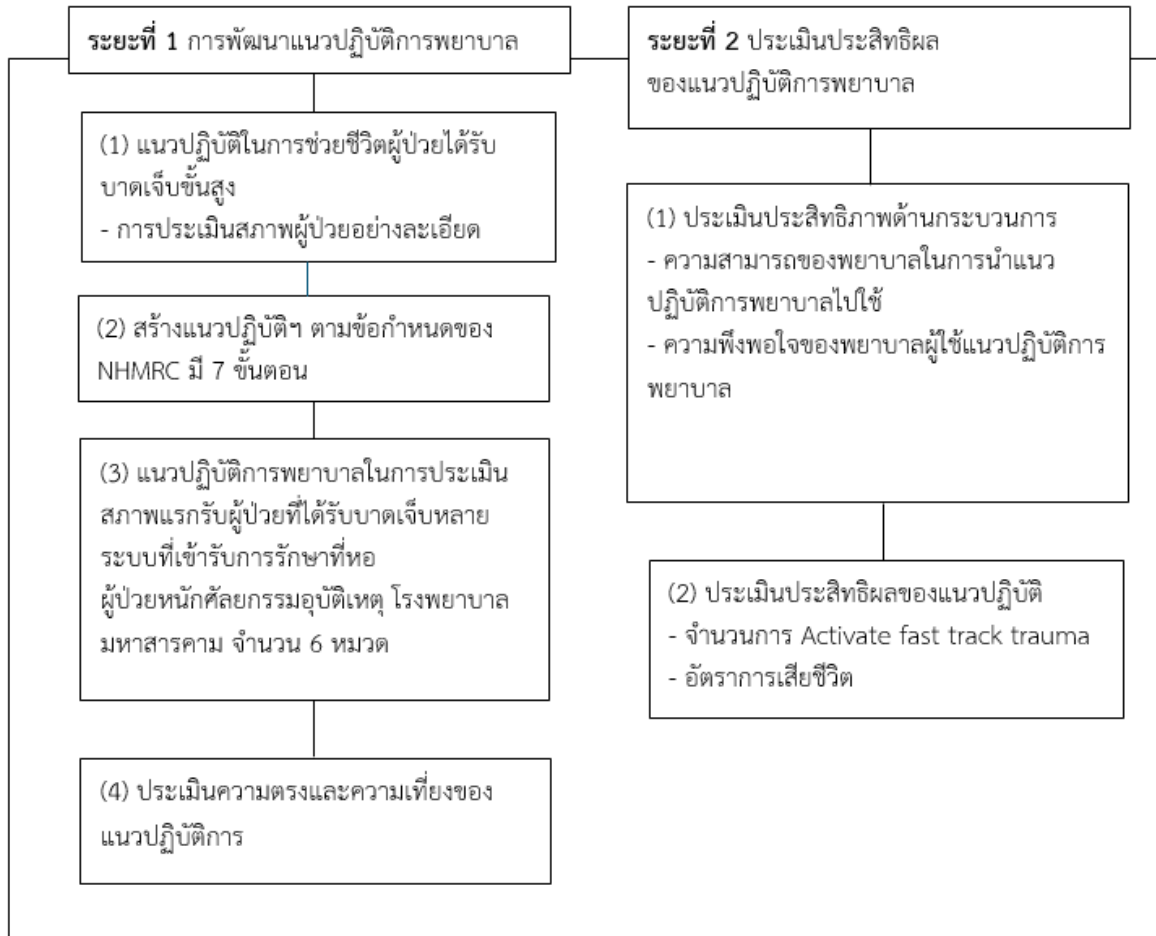 ระยะที่ 1 การพัฒนาแนวปฏิบัติการพยาบาล
(1) แนวปฏิบัติในการช่วยชีวิตผู้ป่วยได้รับ
บาดเจ็บขั้นสูง
- การประเมินสภาพผู้ป่วยอย่างละเอียด
(2) สร้างแนวปฏิบัติฯ ตามข้อกำหนดของ
NHMRC มี 7 ขั้นตอน
(3) แนวปฏิบัติการพยาบาลในการประเมิน
สภาพแรกรับผู้ป่วยที่ได้รับบาดเจ็บหลาย
ระบบที่เข้ารับการรักษาที่หอ
ผู้ป่วยหนักศัลยกรรมอุบัติเหตุ โรงพยาบาล
มหาสารคาม จำนวน 6 หมวด
(4) ประเมินความตรงและความเที่ยงของ
แนวปฏิบัติการ
ระยะที่ 2 ประเมินประสิทธิผล
ของแนวปฏิบัติการพยาบาล
(1) ประเมินประสิทธิภาพด้านกระบวนการ
- ความสามารถของพยาบาลในการนำแนว
ปฏิบัติการพยาบาลไปใช้
- ความพึงพอใจของพยาบาลผู้ใช้แนวปฏิบัติการ
พยาบาล
(2) ประเมินประสิทธิผลของแนวปฏิบัติ
- จำนวนการ Activate fast track trauma
- อัตราการเสียชีวิต